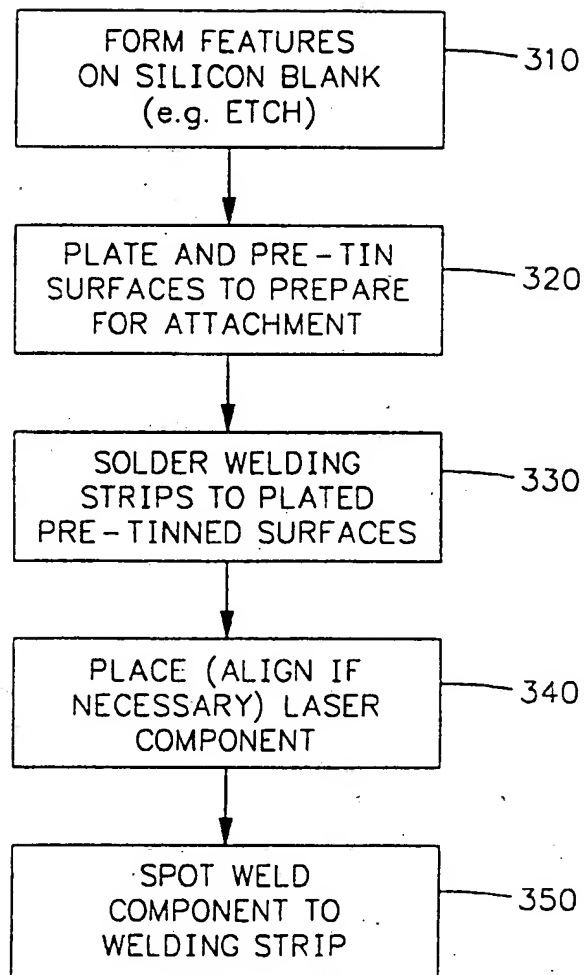 FORM FEATURES
ON SILICON BLANK
(e.g. ETCH)
310
PLATE AND PRE-TIN
SURFACES TO PREPARE
FOR ATTACHMENT
320
SOLDER WELDING
STRIPS TO PLATED
PRE-TINNED SURFACES
330
PLACE (ALIGN IF
NECESSARY) LASER
COMPONENT
340
SPOT WELD
COMPONENT TO
WELDING STRIP
350